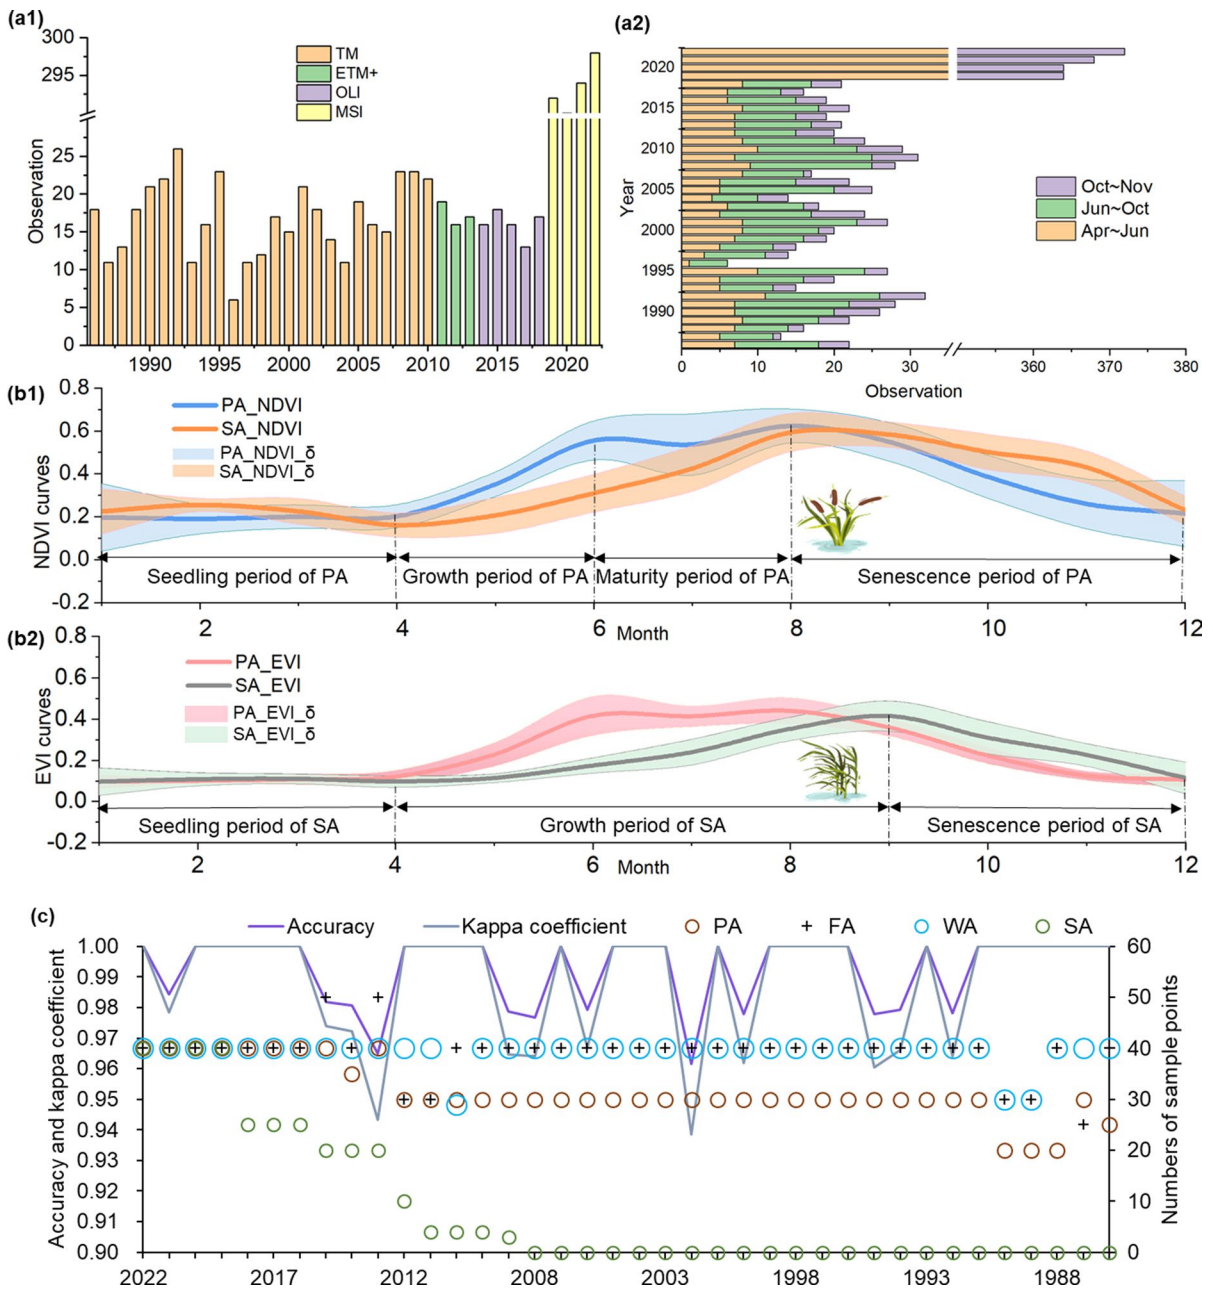 (a1)
300
295
25
20
15
10
5
0
Observation
TM
ETM+
OLI
MSI
1990
1995
2000
2005
2010
2015
2020
(a2)
2020
2015
2010
2005
2000
1995
1990
Year
Oct~Nov
Jun~Oct
Apr~Jun
0
10
20
30
360
370
380
Observation
(b1)
0.8
0.6
0.4
0.2
0.0
-0.2
NDVI curves
PA_NDVI
SA_NDVI
PA_NDVI_δ
SA_NDVI_δ
Seedling period of PA
Growth period of PA
Maturity period of PA
Senescence period of PA
2
4
6
8
10
12
Month
(b2)
0.8
0.6
0.4
0.2
0.0
-0.2
EVI curves
PA_EVI
SA_EVI
PA_EVI_δ
SA_EVI_δ
Seedling period of SA
Growth period of SA
Senescence period of SA
2
4
6
8
10
12
Month
(c)
Accuracy
Kappa coefficient
PA
FA
WA
SA
1.00
0.99
0.98
0.97
0.96
0.95
0.94
0.93
0.92
0.91
0.90
Accuracy and kappa coefficient
60
50
40
30
20
10
0
Numbers of sample points
2022
2017
2012
2008
2003
1998
1993
1988